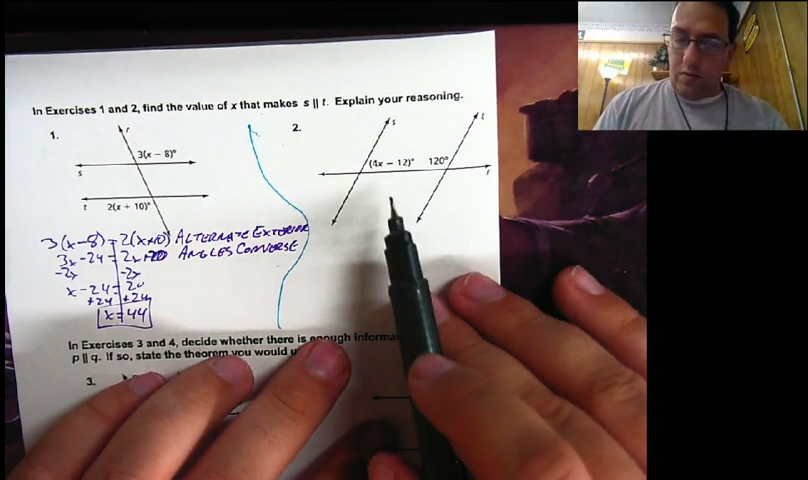 In Exercises 1 and 2, find the value of x that makes s || t. Explain your reasoning.
1.
r
3(x − 8)°
s
t
2(x + 10)°
2.
s
t
(4x − 12)°
120°
r
3(x−8) = 2(x+10) ALTERNATE EXTERIOR
3x −24 = 2x +20 ANGLES CONVERSE
−2x −2x
x −24 = 20
+24 +24
x = 44
In Exercises 3 and 4, decide whether there is enough informa
p || q. If so, state the theorem you would u
3.